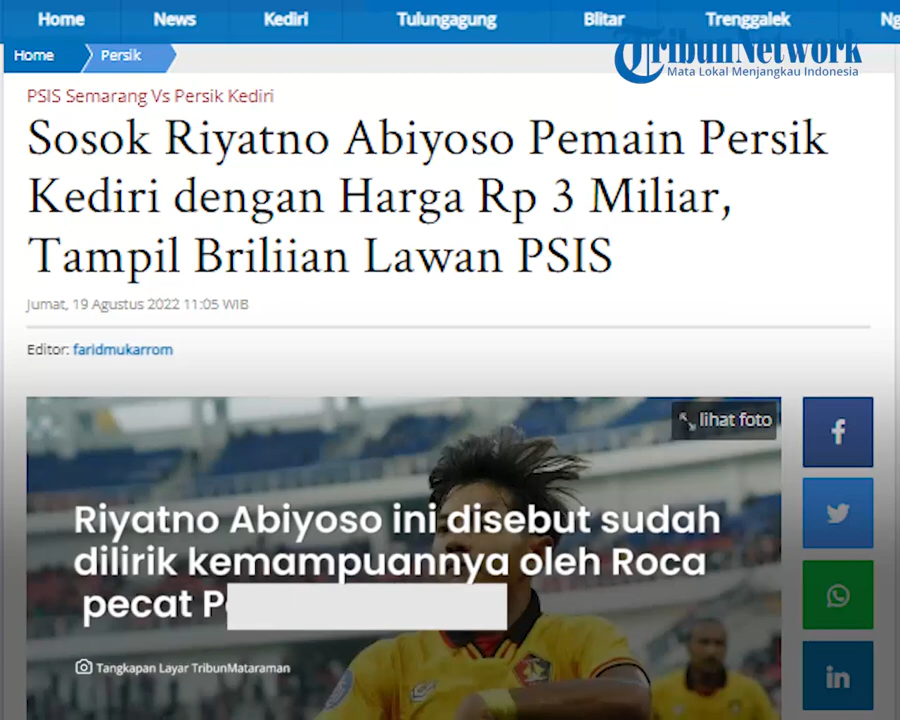 Home News Kediri Tulungagung Blitar Trenggalek
Home Persik
TribunNetwork
Mata Lokal Menjangkau Indonesia
PSIS Semarang Vs Persik Kediri
Sosok Riyatno Abiyoso Pemain Persik
Kediri dengan Harga Rp 3 Miliar,
Tampil Briliian Lawan PSIS
Jumat, 19 Agustus 2022 11:05 WIB
Editor: faridmukarrom
lihat foto
Riyatno Abiyoso ini disebut sudah
dilirik kemampuannya oleh Roca
pecat
Tangkapan Layar TribunMataraman